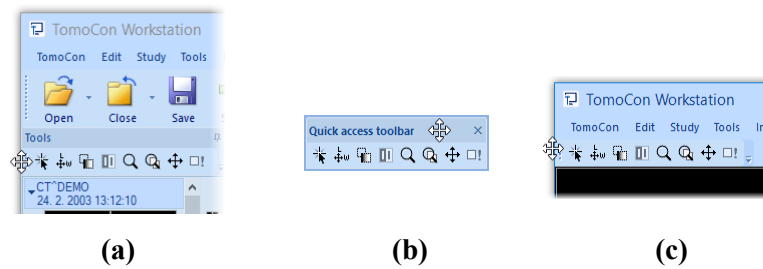 TomoCon Workstation
TomoCon Edit Study Tools
Open Close Save
Tools
CT^DEMO
24. 2. 2003 13:12:10
(a)
Quick access toolbar
(b)
TomoCon Workstation
TomoCon Edit Study Tools
(c)